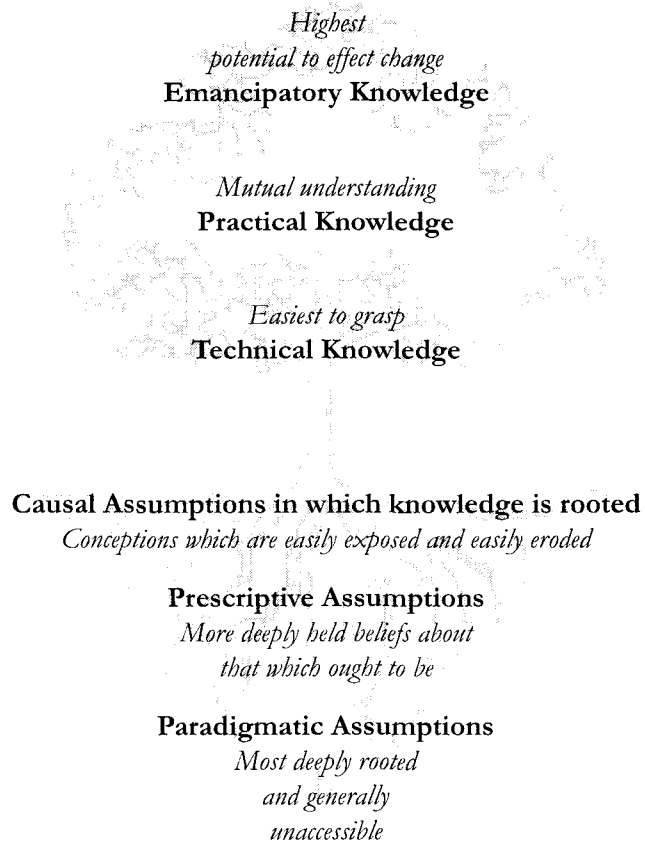 Highest
potential to effect change
Emancipatory Knowledge
Mutual understanding
Practical Knowledge
Easiest to grasp
Technical Knowledge
Causal Assumptions in which knowledge is rooted
Conceptions which are easily exposed and easily eroded
Prescriptive Assumptions
More deeply held beliefs about
that which ought to be
Paradigmatic Assumptions
Most deeply rooted
and generally
unaccessible